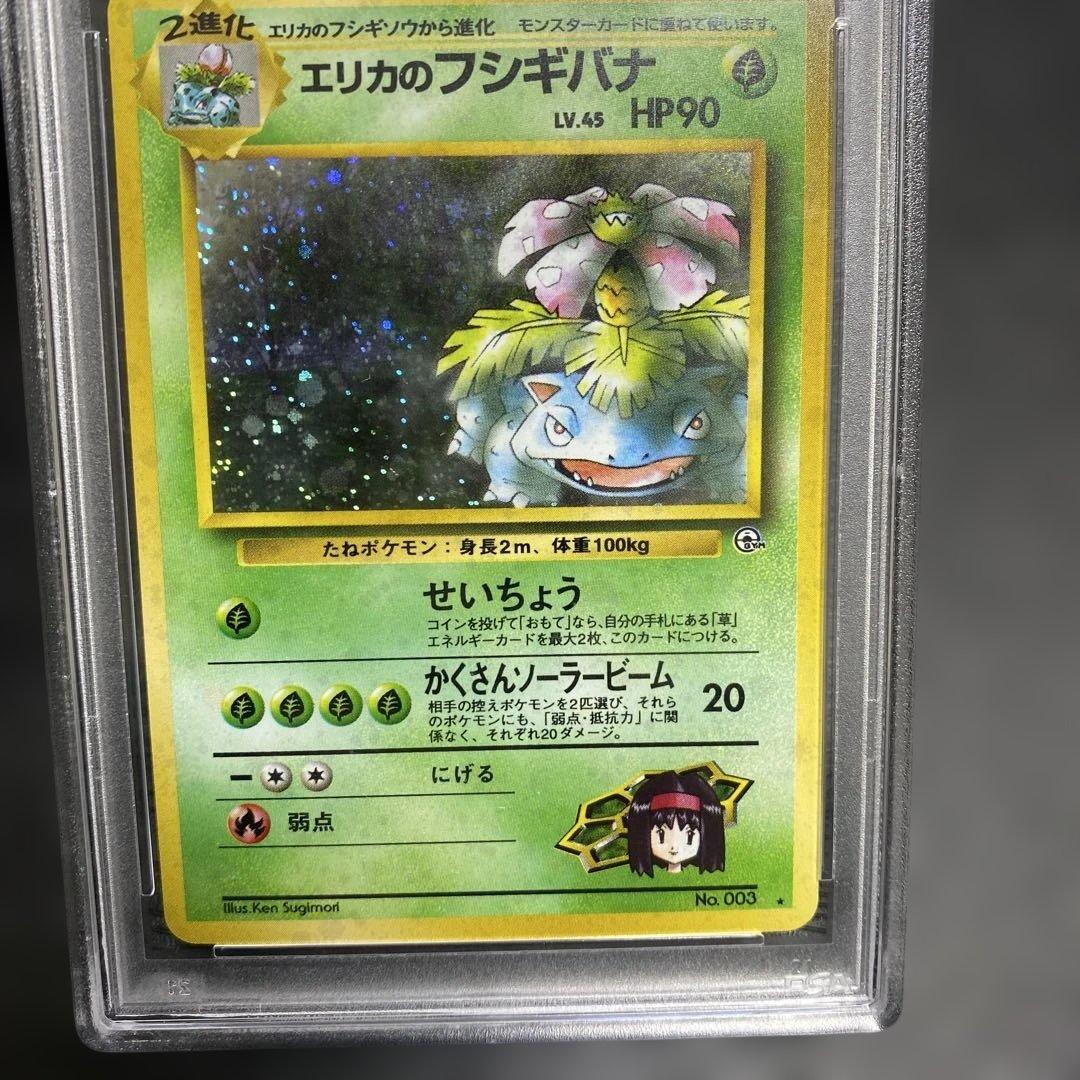 2進化 エリカのフシギソウから進化 モンスターカードに重ねて使います。
エリカのフシギバナ
LV.45 HP90
たねポケモン：身長2m、体重100kg
GYM
せいちょう
コインを投げて「おもて」なら、自分の手札にある「草」
エネルギーカードを最大2枚、このカードにつける。
かくさんソーラービーム 20
相手の控えポケモンを2匹選び、それら
のポケモンにも、「弱点・抵抗力」に関
係なく、それぞれ20ダメージ。
にげる
弱点
Illus.Ken Sugimori
No. 003 ★